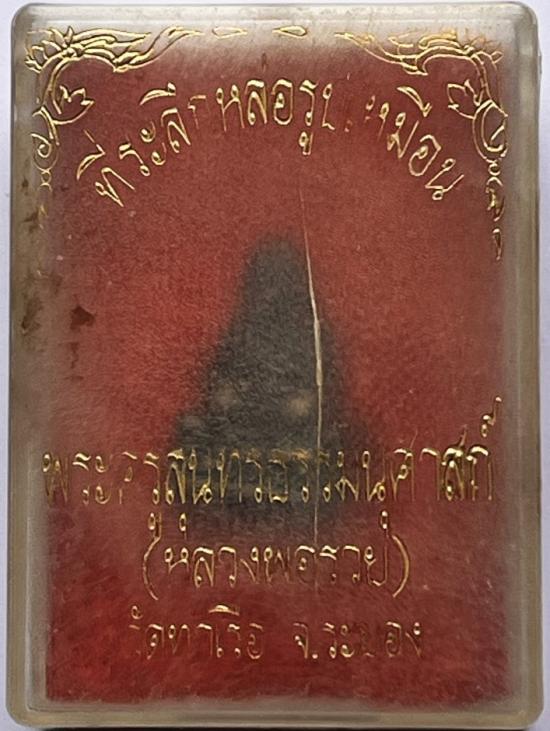 ที่ระลึกหล่อรูปเหมือน
พระครูสุนทรธรรมนุศาสก์
(หลวงพ่อรวย)
วัดท่าเรือ จ.ระยอง